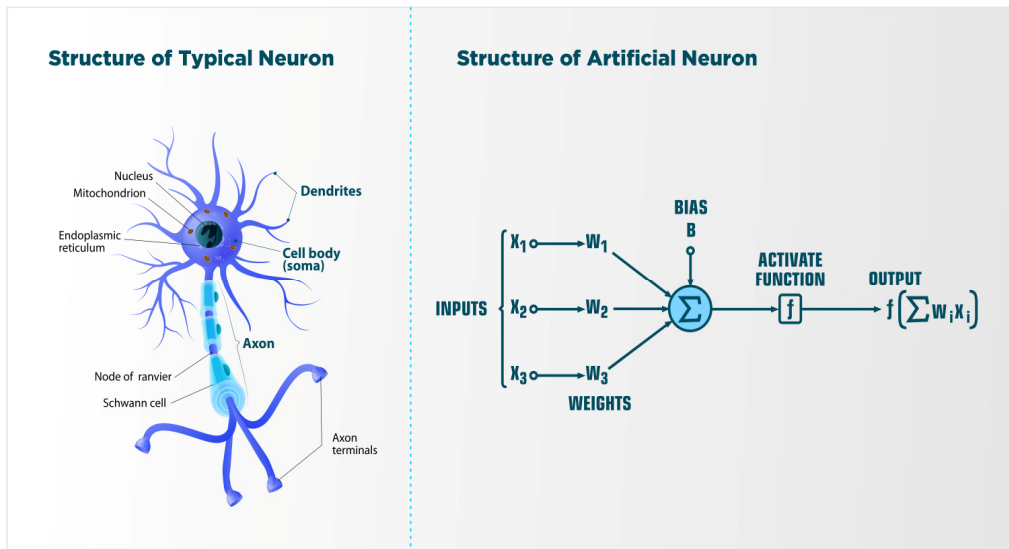 Structure of Typical Neuron
Nucleus
Mitochondrion
Endoplasmic
reticulum
Dendrites
Cell body
(soma)
Axon
Node of ranvier
Schwann cell
Axon
terminals
Structure of Artificial Neuron
BIAS
B
INPUTS
X₁
W₁
X₂
W₂
X₃
W₃
WEIGHTS
Σ
ACTIVATE
FUNCTION
f
OUTPUT
f(ΣWᵢXᵢ)